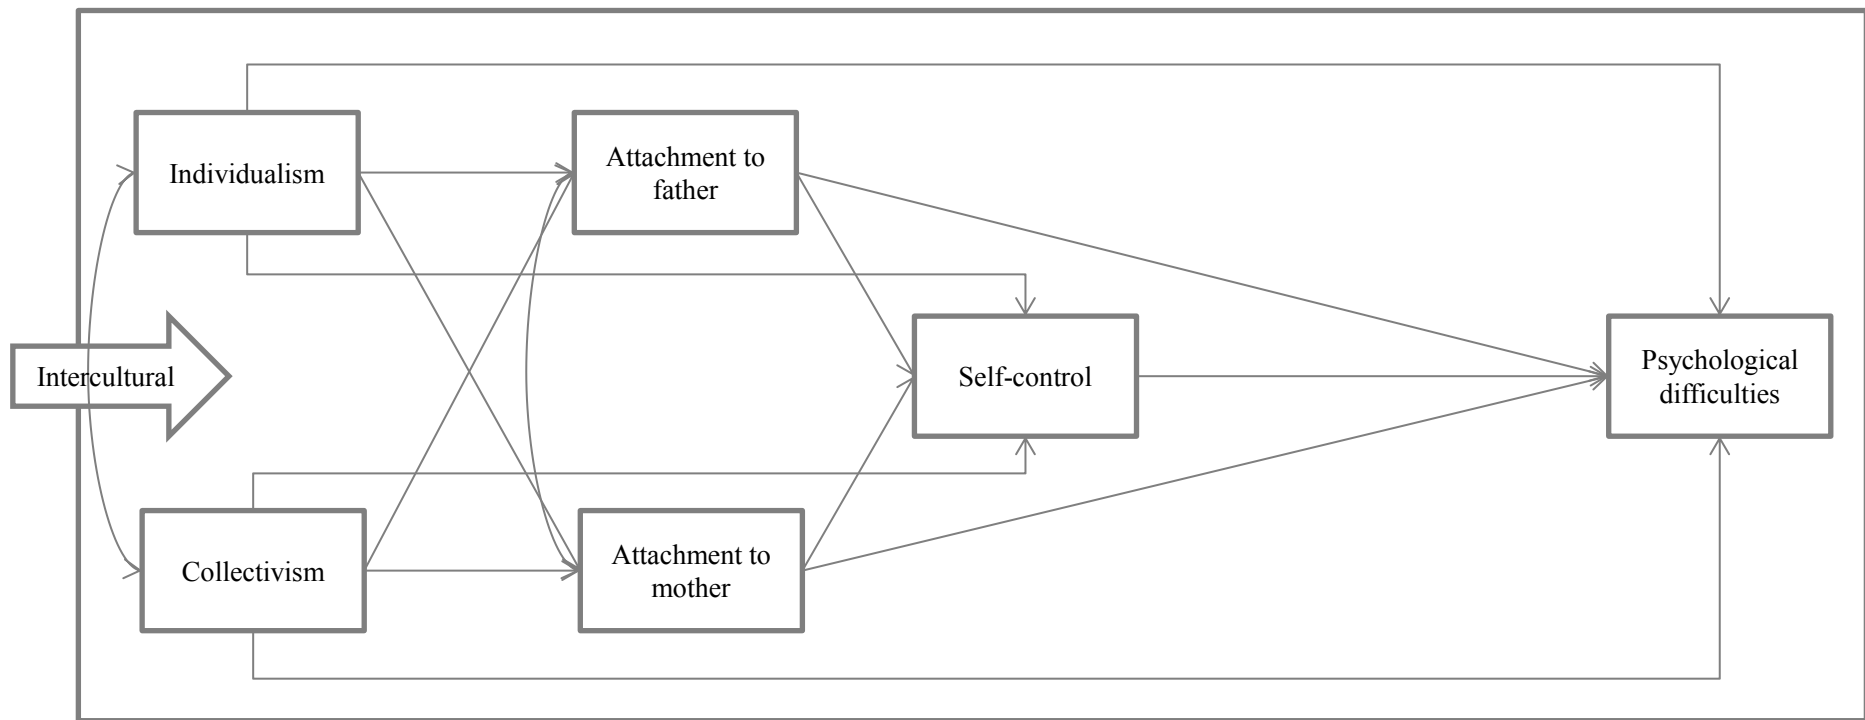 Individualism
Attachment to
father
Intercultural
Self-control
Psychological
difficulties
Collectivism
Attachment to
mother